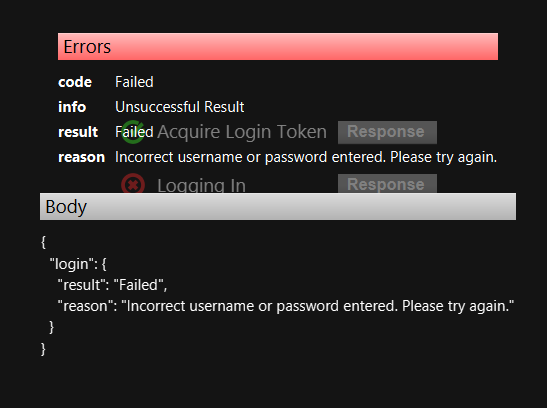 Errors
code Failed
info Unsuccessful Result
result Failed
Acquire Login Token Response
reason Incorrect username or password entered. Please try again.
Logging In Response
Body
{
"login": {
"result": "Failed",
"reason": "Incorrect username or password entered. Please try again."
}
}